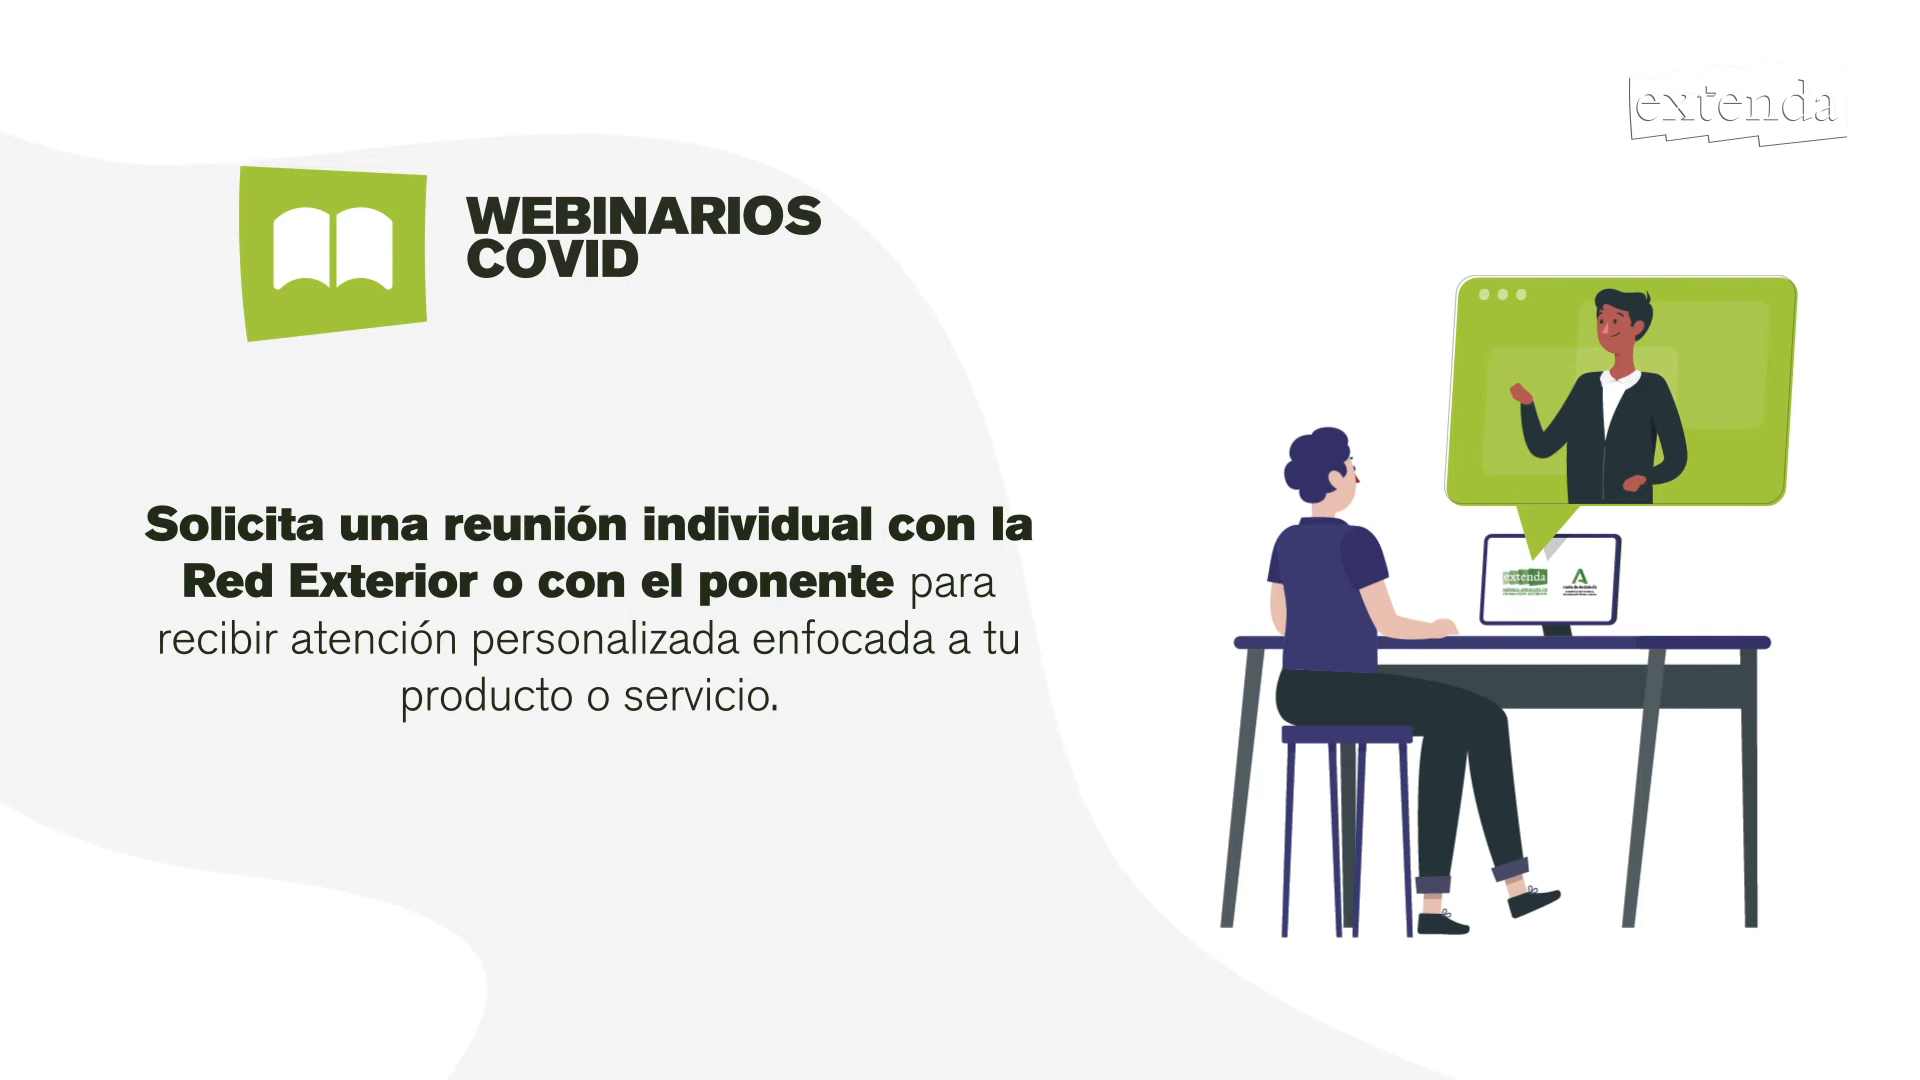 extenda
WEBINARIOS
COVID
Solicita una reunión individual con la
Red Exterior o con el ponente para
recibir atención personalizada enfocada a tu
producto o servicio.
extenda